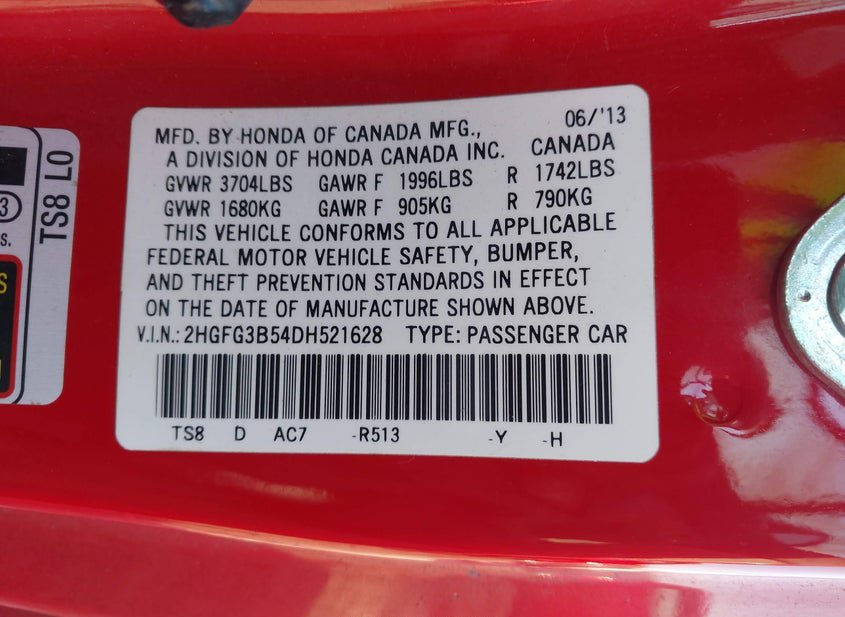 06/'13
MFD. BY HONDA OF CANADA MFG.,
A DIVISION OF HONDA CANADA INC. CANADA
GVWR 3704LBS GAWR F 1996LBS R 1742LBS
GVWR 1680KG GAWR F 905KG R 790KG
THIS VEHICLE CONFORMS TO ALL APPLICABLE
FEDERAL MOTOR VEHICLE SAFETY, BUMPER,
AND THEFT PREVENTION STANDARDS IN EFFECT
ON THE DATE OF MANUFACTURE SHOWN ABOVE.
V.I.N.: 2HGFG3B54DH521628 TYPE: PASSENGER CAR
TS8 D AC7 -R513 -Y -H
TS8 LO